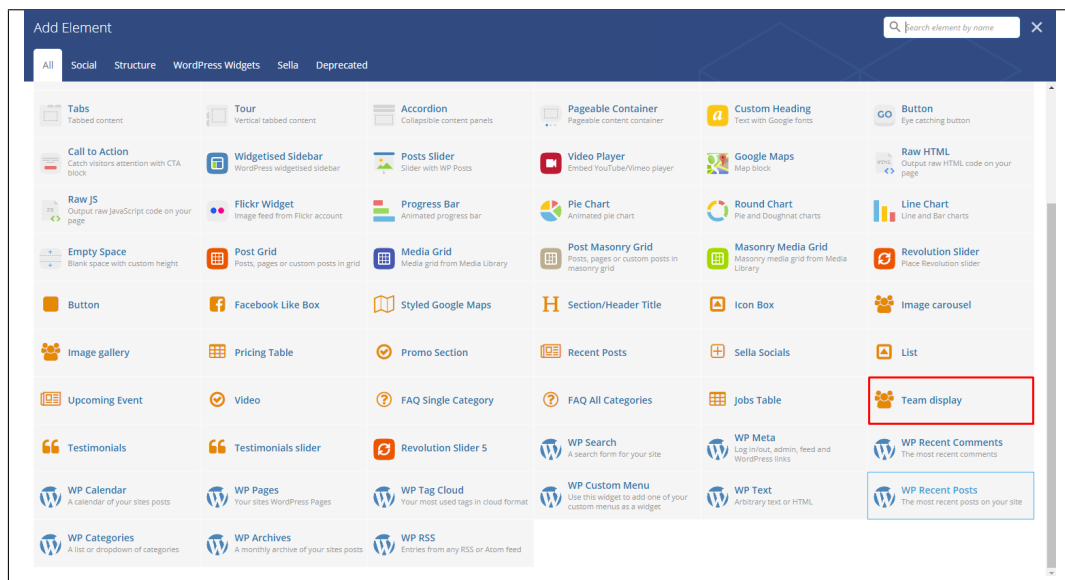 Add Element
Search element by name
All Social Structure WordPress Widgets Sella Deprecated
Tabs
Tabbed content
Tour
Vertical tabbed content
Accordion
Collapsible content panels
Pageable Container
Pageable content container
a
Custom Heading
Text with Google fonts
GO
Button
Eye catching button
Call to Action
Catch visitors attention with CTA
block
Widgetised Sidebar
WordPress widgetised sidebar
Posts Slider
Slider with WP Posts
Video Player
Embed YouTube/Vimeo player
Google Maps
Map block
HTML
Raw HTML
Output raw HTML code on your
page
JS
Raw JS
Output raw JavaScript code on your
page
Flickr Widget
Image feed from Flickr account
Progress Bar
Animated progress bar
Pie Chart
Animated pie chart
Round Chart
Pie and Doughnat charts
Line Chart
Line and Bar charts
Empty Space
Blank space with custom height
Post Grid
Posts, pages or custom posts in grid
Media Grid
Media grid from Media Library
Post Masonry Grid
Posts, pages or custom posts in
masonry grid
Masonry Media Grid
Masonry media grid from Media
Library
Revolution Slider
Place Revolution slider
Button
Facebook Like Box
Styled Google Maps
H
Section/Header Title
Icon Box
Image carousel
Image gallery
Pricing Table
Promo Section
Recent Posts
Sella Socials
List
Upcoming Event
Video
FAQ Single Category
FAQ All Categories
Jobs Table
Team display
Testimonials
Testimonials slider
Revolution Slider 5
WP Search
A search form for your site
WP Meta
Log in/out, admin, feed and
WordPress links
WP Recent Comments
The most recent comments
WP Calendar
A calendar of your sites posts
WP Pages
Your sites WordPress Pages
WP Tag Cloud
Your most used tags in cloud format
WP Custom Menu
Use this widget to add one of your
custom menus as a widget
WP Text
Arbitrary text or HTML
WP Recent Posts
The most recent posts on your site
WP Categories
A list or dropdown of categories
WP Archives
A monthly archive of your sites posts
WP RSS
Entries from any RSS or Atom feed